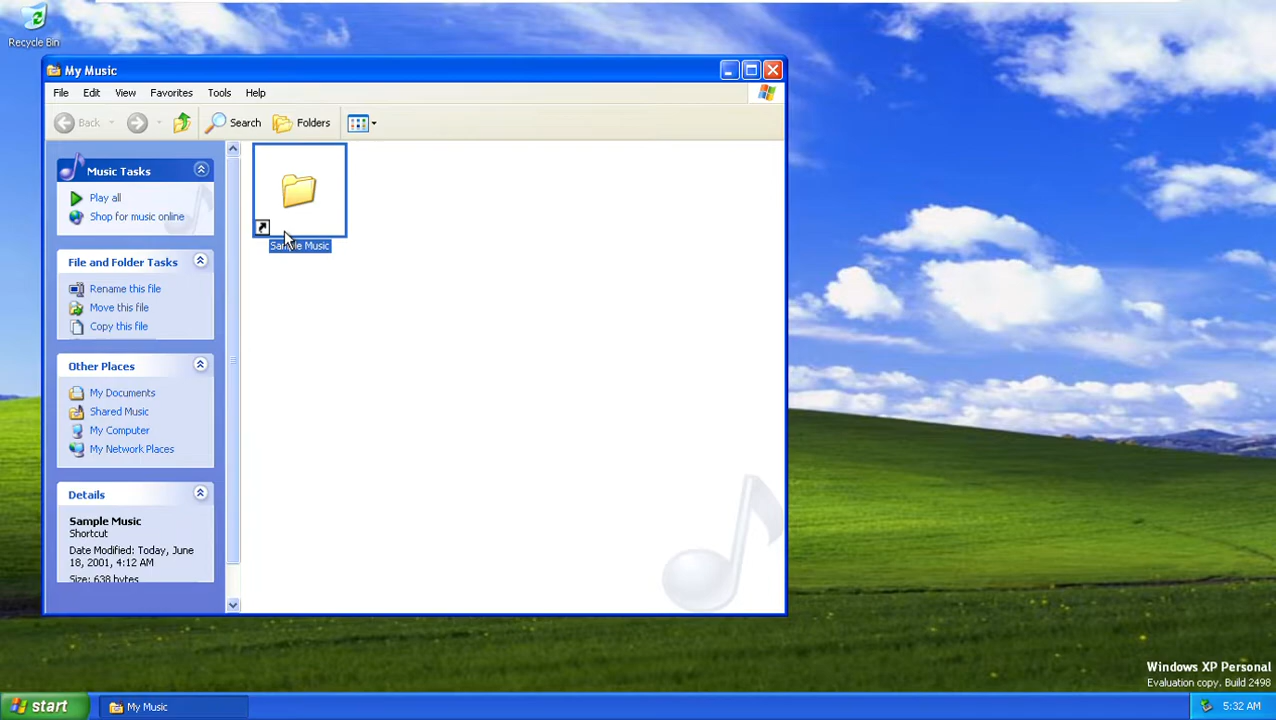 Recycle Bin
My Music
File Edit View Favorites Tools Help
Back Search Folders
Music Tasks
Play all
Shop for music online
File and Folder Tasks
Rename this file
Move this file
Copy this file
Other Places
My Documents
Shared Music
My Computer
My Network Places
Details
Sample Music
Shortcut
Date Modified: Today, June
18, 2001, 4:12 AM
Size: 638 bytes
Sample Music
Windows XP Personal
Evaluation copy. Build 2498
start My Music 5:32 AM